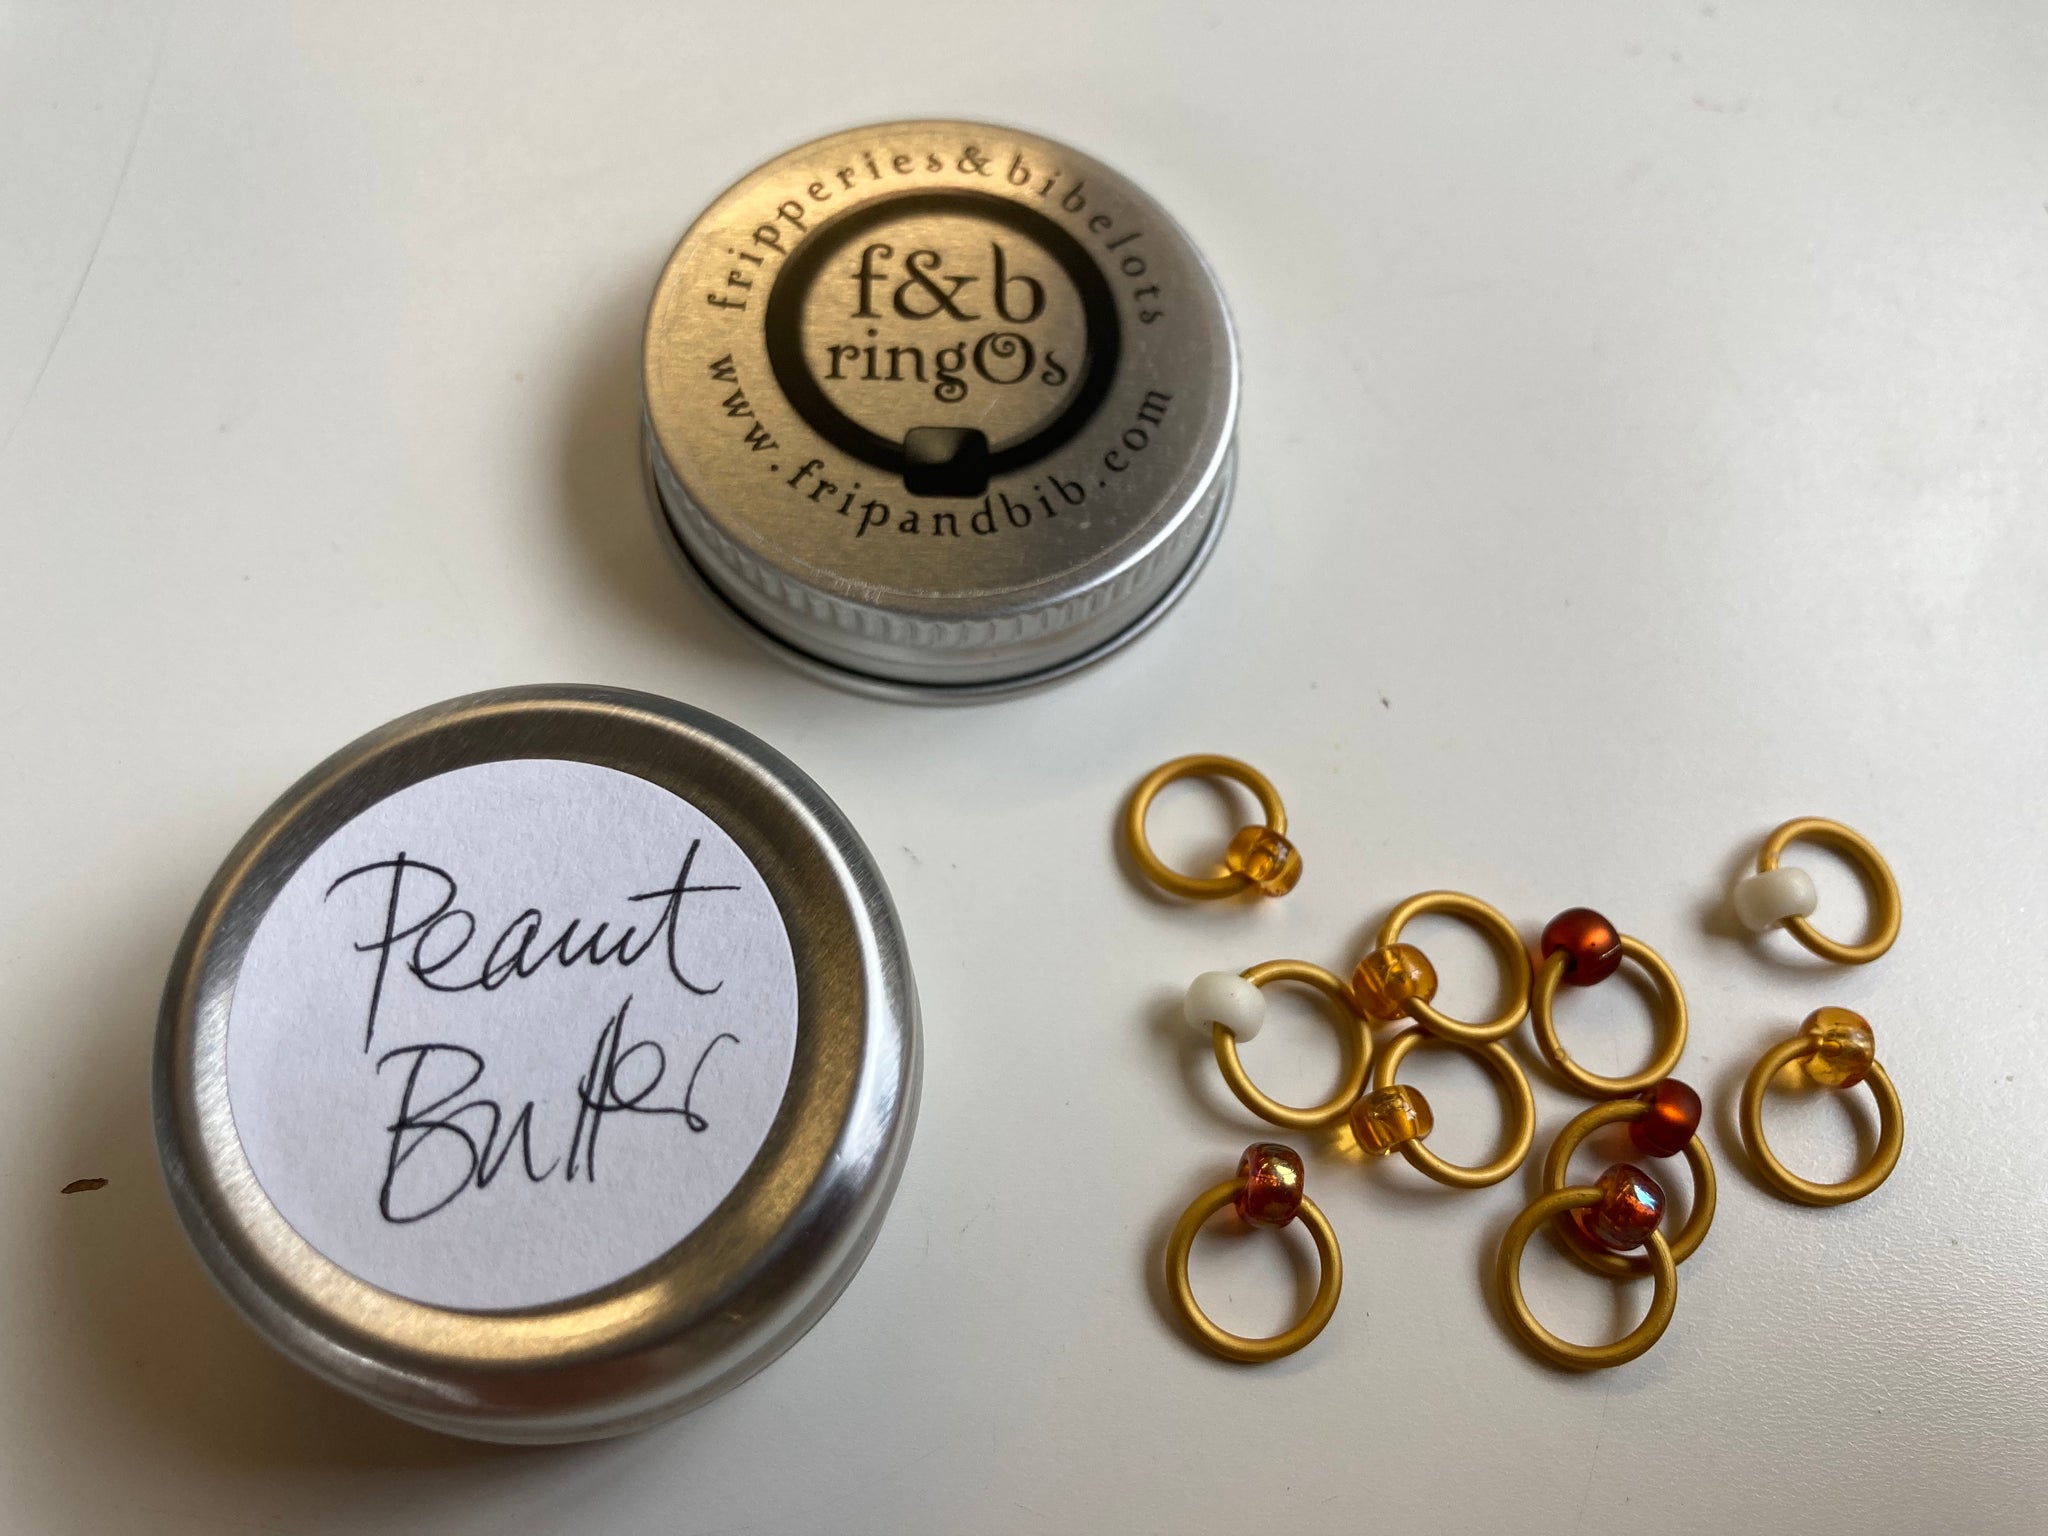 fripperies&bibelots
f&b
ringOs
www.fripandbib.com
Peanut
Butter